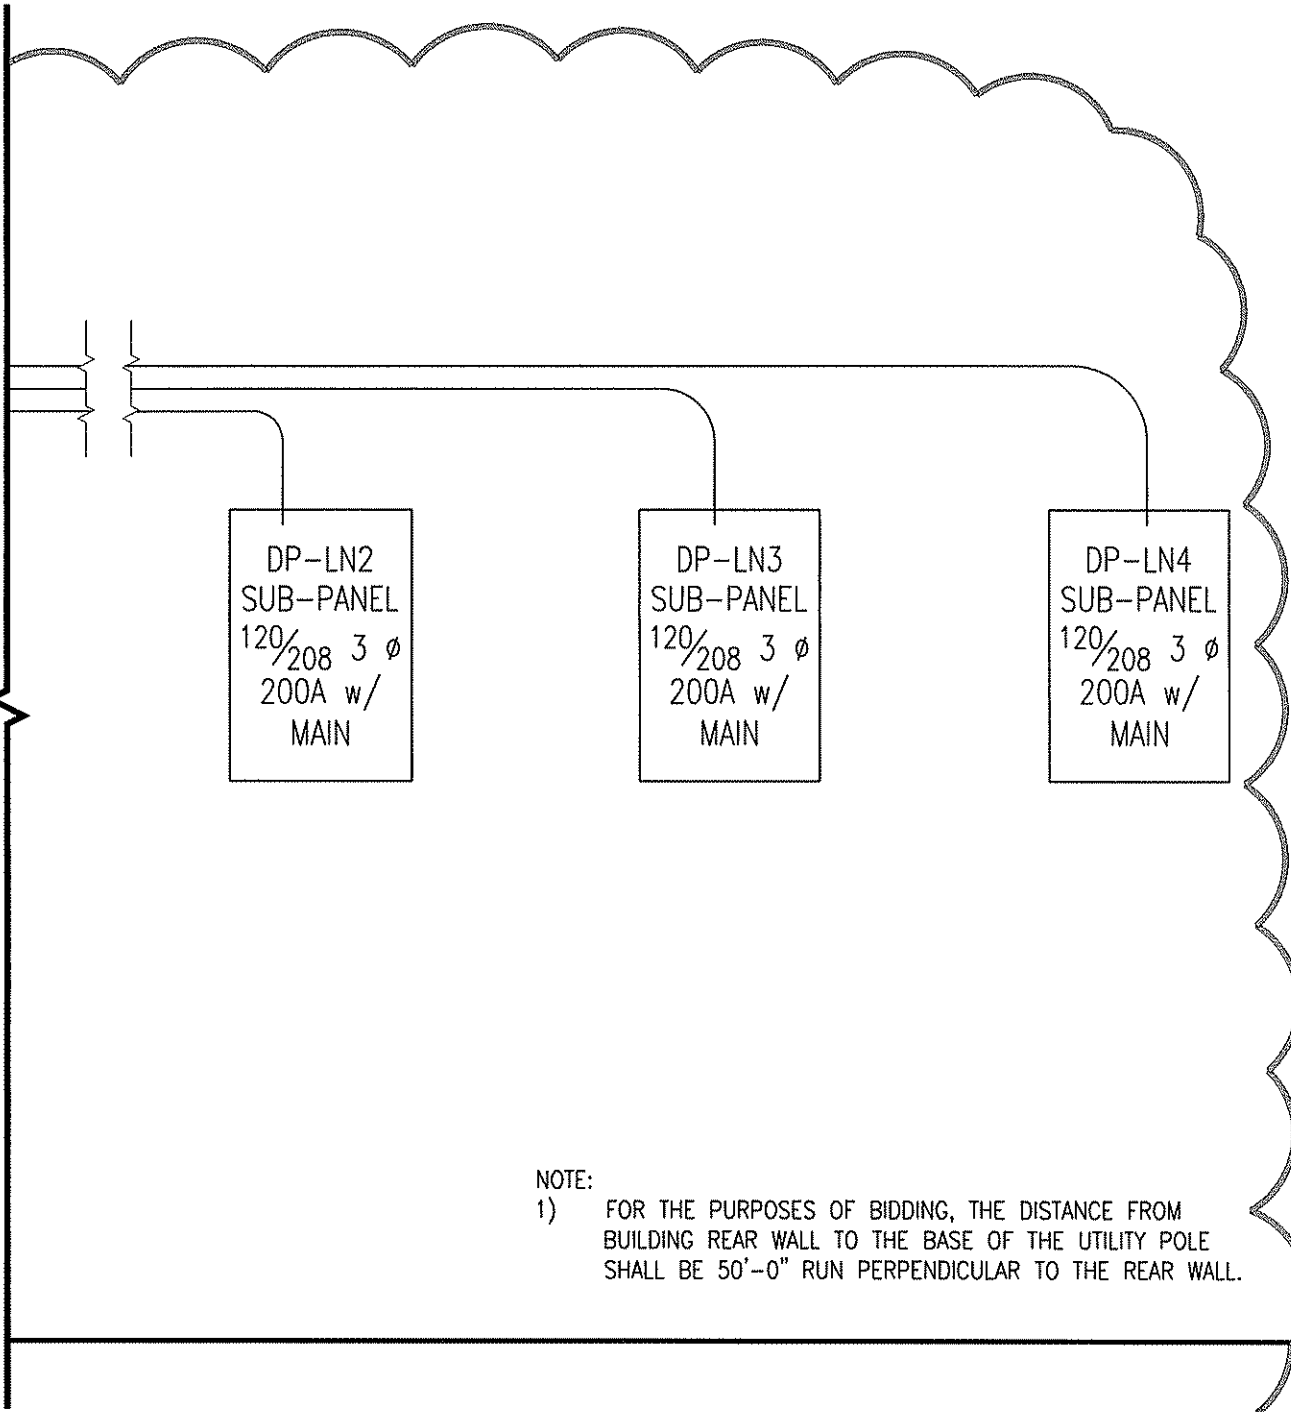 DP-LN2
SUB-PANEL
120/208 3 ø
200A w/
MAIN
DP-LN3
SUB-PANEL
120/208 3 ø
200A w/
MAIN
DP-LN4
SUB-PANEL
120/208 3 ø
200A w/
MAIN
NOTE:
1) FOR THE PURPOSES OF BIDDING, THE DISTANCE FROM
BUILDING REAR WALL TO THE BASE OF THE UTILITY POLE
SHALL BE 50'-0" RUN PERPENDICULAR TO THE REAR WALL.